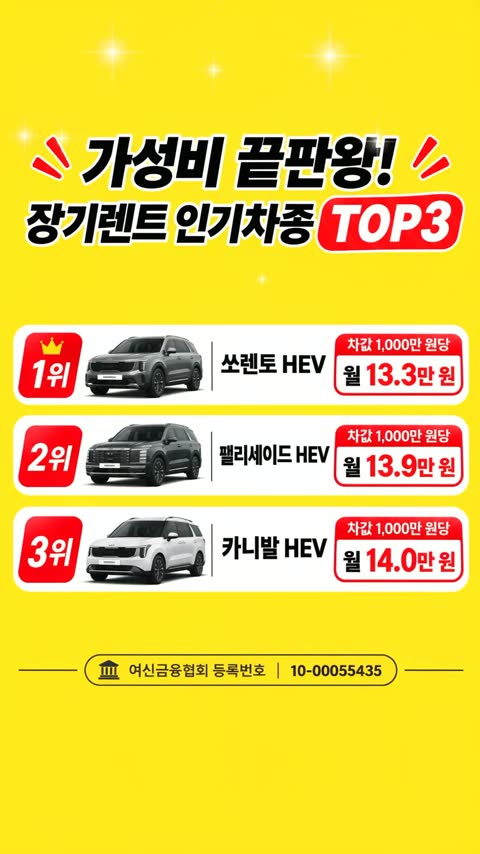 가성비 끝판왕!
장기렌트 인기차종 TOP3
1위
쏘렌토 HEV
차값 1,000만 원당
월 13.3만 원
2위
팰리세이드 HEV
차값 1,000만 원당
월 13.9만 원
3위
카니발 HEV
차값 1,000만 원당
월 14.0만 원
여신금융협회 등록번호 | 10-00055435